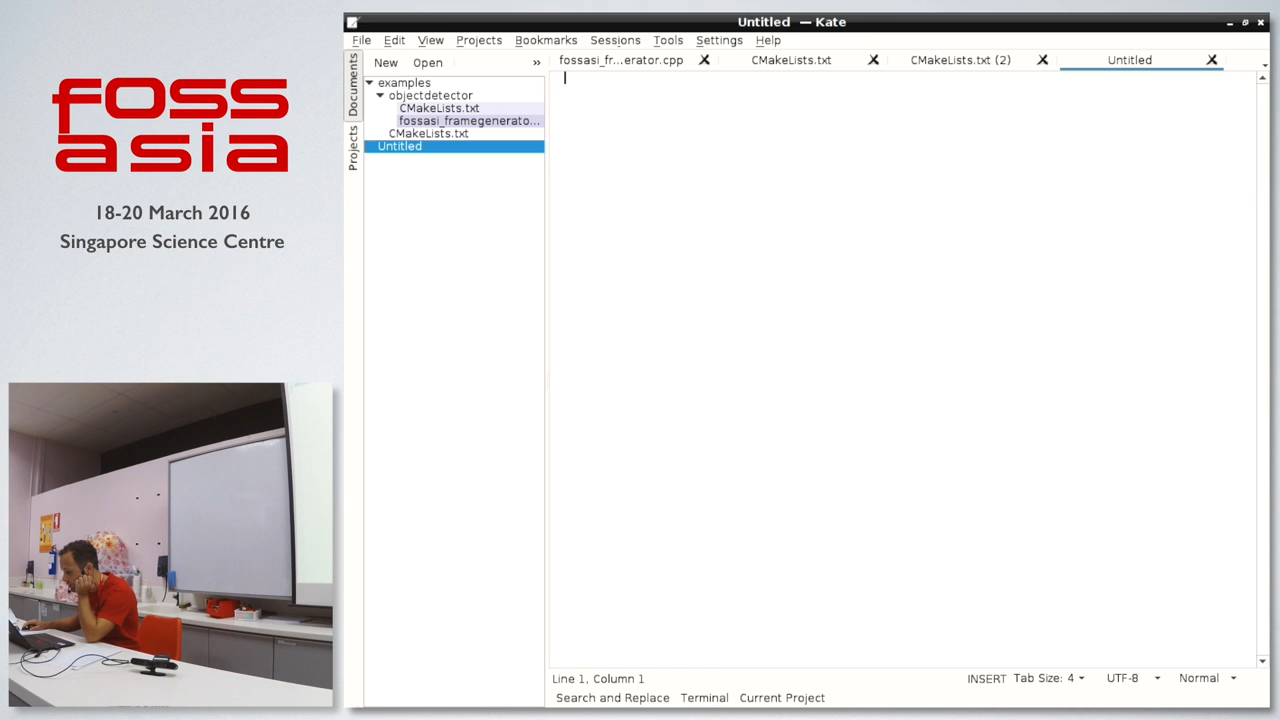 foss
asia
18-20 March 2016
Singapore Science Centre
Untitled — Kate
File Edit View Projects Bookmarks Sessions Tools Settings Help
Documents
Projects
New Open »
examples
objectdetector
CMakeLists.txt
fossasi_framegenerato...
CMakeLists.txt
Untitled
fossasi_fr...erator.cpp CMakeLists.txt CMakeLists.txt (2) Untitled
Line 1, Column 1 INSERT Tab Size: 4 UTF-8 Normal
Search and Replace Terminal Current Project